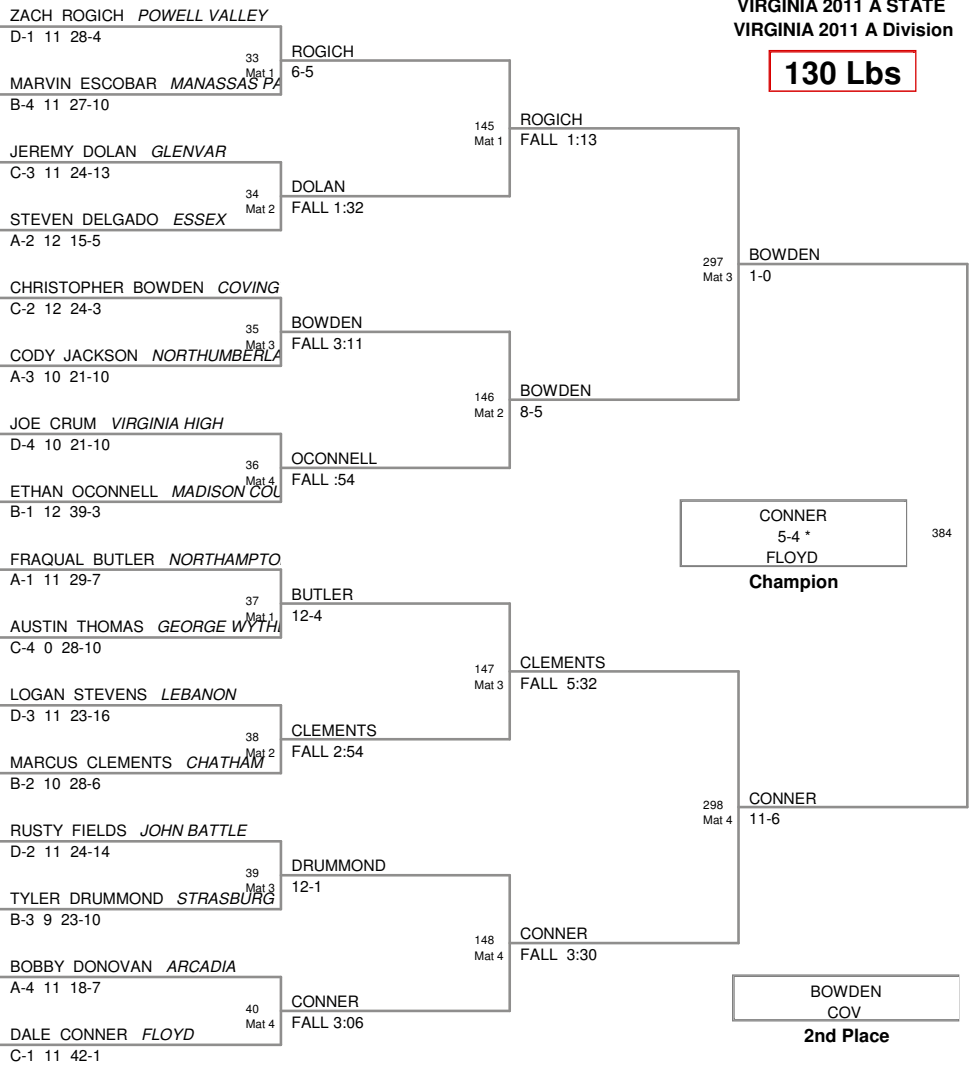 VIRGINIA 2011 A STATE
VIRGINIA 2011 A Division
130 Lbs
ZACH ROGICH POWELL VALLEY
D-1 11 28-4
33
Mat 1
ROGICH
6-5
MARVIN ESCOBAR MANASSAS PA
B-4 11 27-10
145
Mat 1
ROGICH
FALL 1:13
JEREMY DOLAN GLENVAR
C-3 11 24-13
34
Mat 2
DOLAN
FALL 1:32
STEVEN DELGADO ESSEX
A-2 12 15-5
297
Mat 3
BOWDEN
1-0
CHRISTOPHER BOWDEN COVING
C-2 12 24-3
35
Mat 3
BOWDEN
FALL 3:11
CODY JACKSON NORTHUMBERLA
A-3 10 21-10
146
Mat 2
BOWDEN
8-5
JOE CRUM VIRGINIA HIGH
D-4 10 21-10
36
Mat 4
OCONNELL
FALL :54
ETHAN OCONNELL MADISON COU
B-1 12 39-3
CONNER
5-4 *
FLOYD
Champion
384
FRAQUAL BUTLER NORTHAMPTO
A-1 11 29-7
37
Mat 1
BUTLER
12-4
AUSTIN THOMAS GEORGE WYTHE
C-4 0 28-10
147
Mat 3
CLEMENTS
FALL 5:32
LOGAN STEVENS LEBANON
D-3 11 23-16
38
Mat 2
CLEMENTS
FALL 2:54
MARCUS CLEMENTS CHATHAM
B-2 10 28-6
298
Mat 4
CONNER
11-6
RUSTY FIELDS JOHN BATTLE
D-2 11 24-14
39
Mat 3
DRUMMOND
12-1
TYLER DRUMMOND STRASBURG
B-3 9 23-10
148
Mat 4
CONNER
FALL 3:30
BOBBY DONOVAN ARCADIA
A-4 11 18-7
40
Mat 4
CONNER
FALL 3:06
DALE CONNER FLOYD
C-1 11 42-1
BOWDEN
COV
2nd Place